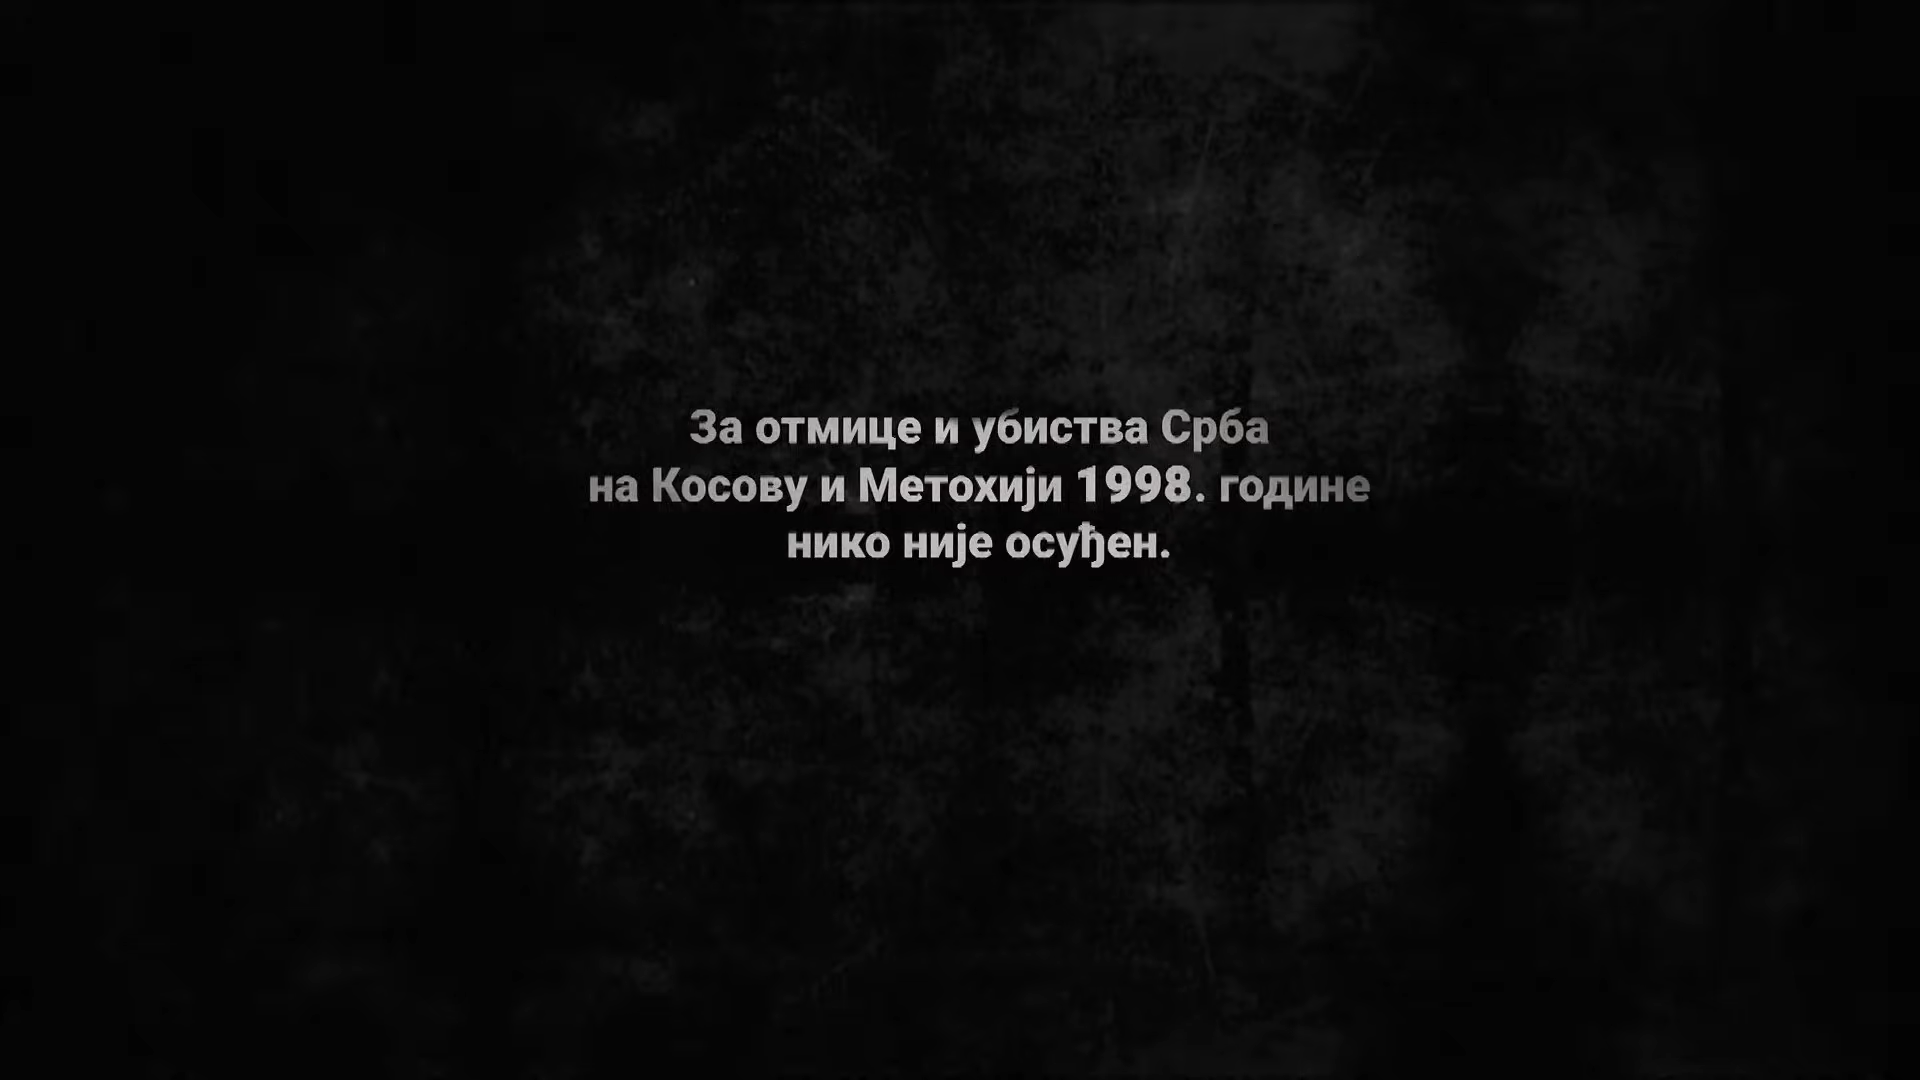 За отмице и убиства Срба
на Косову и Метохији 1998. године
нико није осуђен.